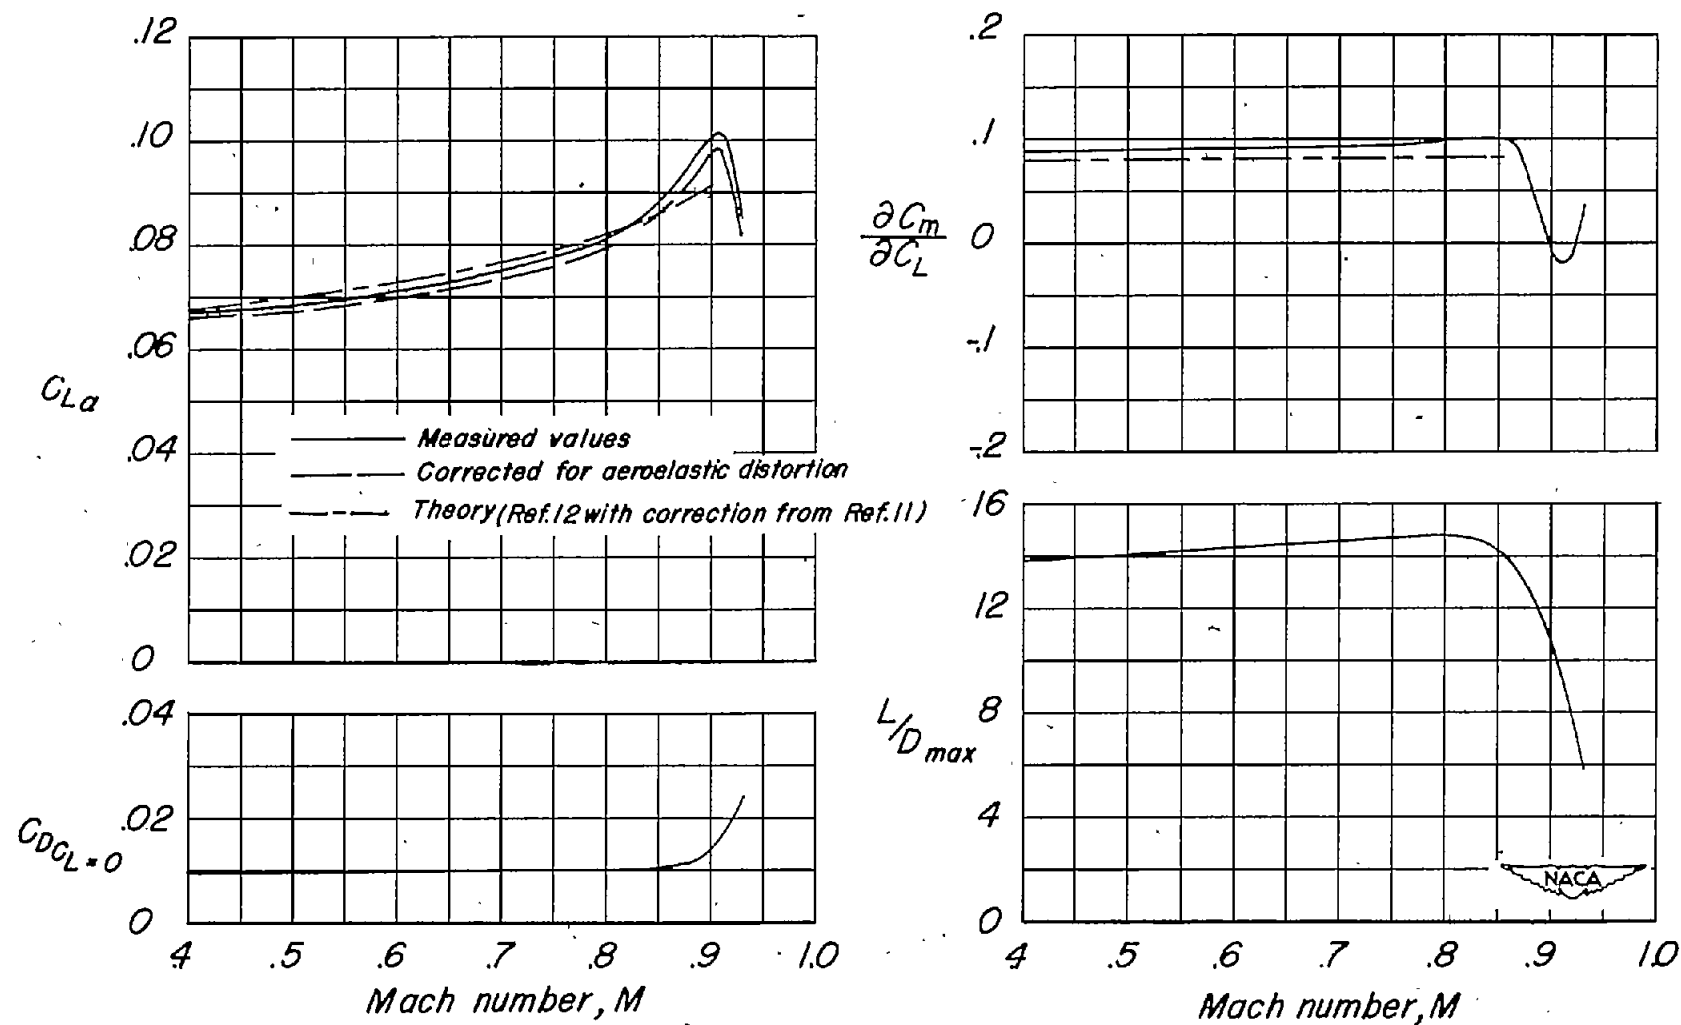 .12
.10
.08
.06
C_Lα
.04
.02
0
Measured values
Corrected for aeroelastic distortion
Theory (Ref.12 with correction from Ref.11)
.04
.02
C_D_C_L=0
0
.4 .5 .6 .7 .8 .9 1.0
Mach number, M
.2
.1
∂C_m
∂C_L
0
-.1
-.2
16
12
L/D max
8
4
0
NACA
.4 .5 .6 .7 .8 .9 1.0
Mach number, M